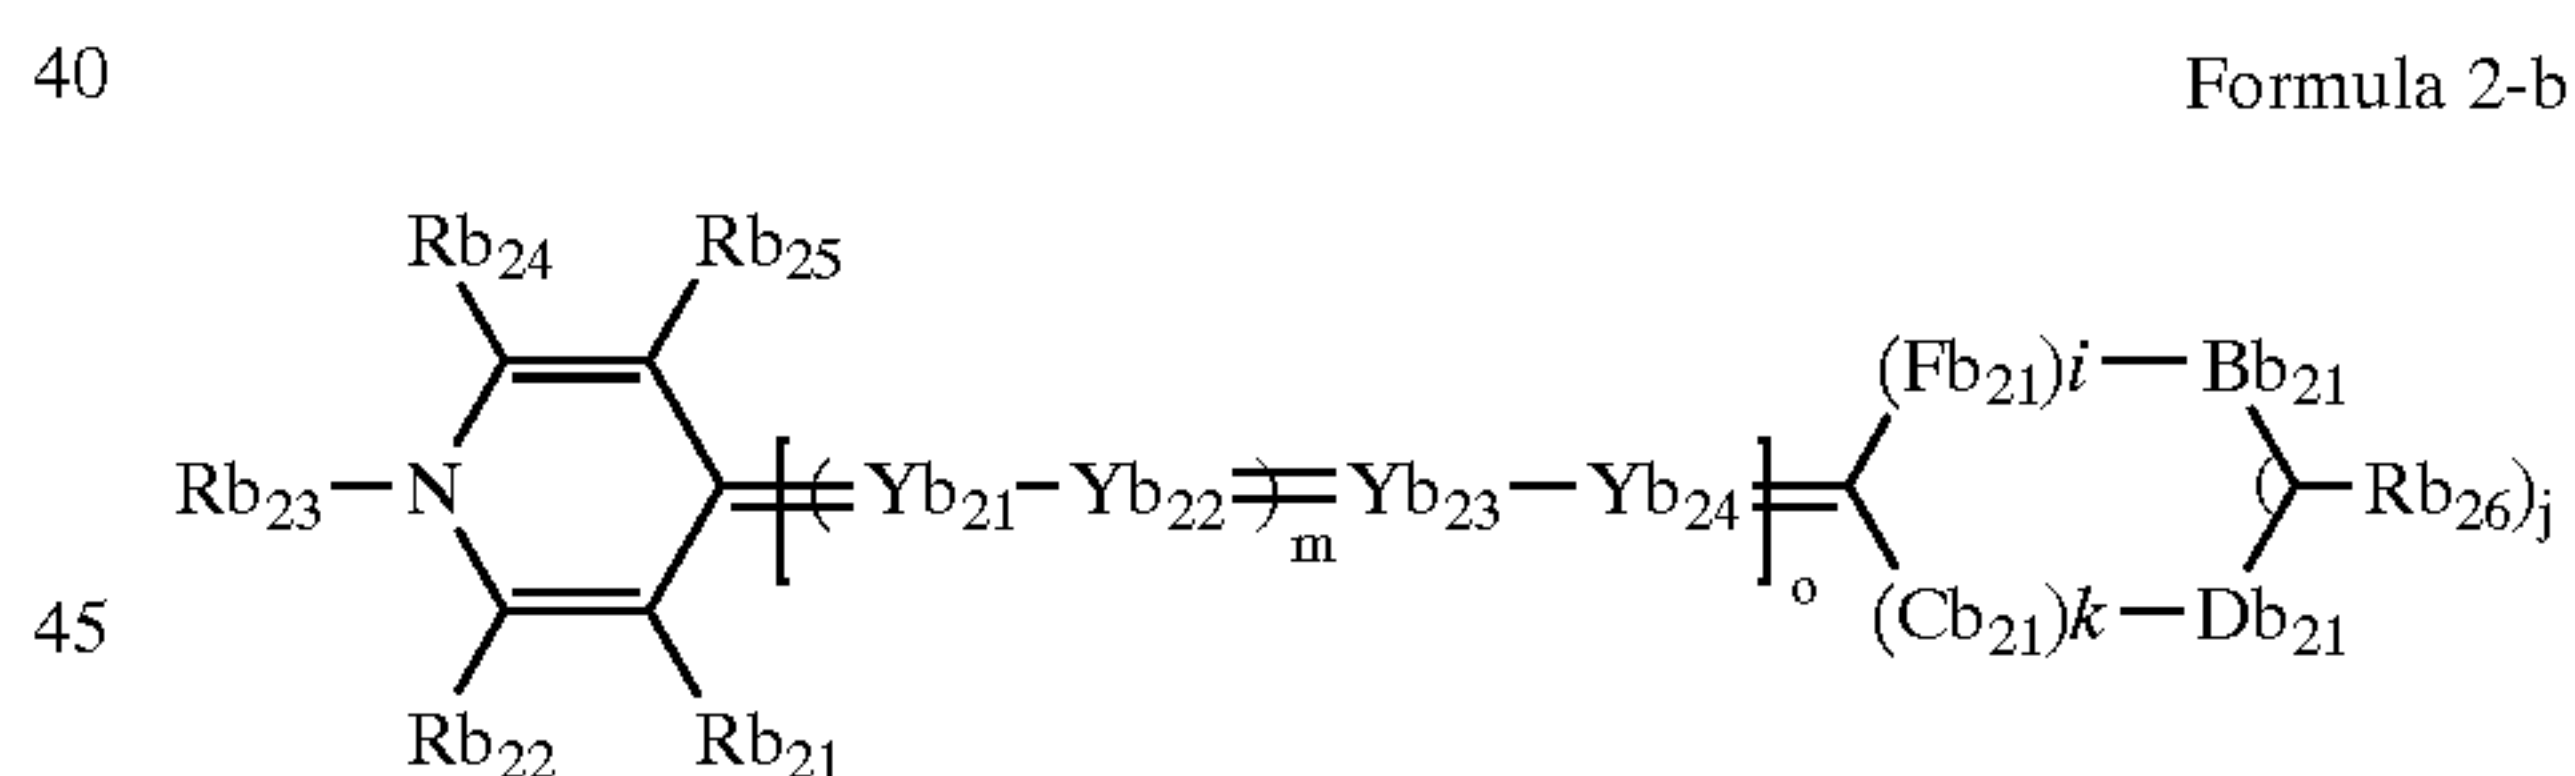 40 Formula 2-b
Rb24 Rb25
(Fb21)i — Bb21
Rb23 — N [ ( Yb21 — Yb22 )m Yb23 — Yb24 ]o ( Rb26)j
45 (Cb21)k — Db21
Rb22 Rb21